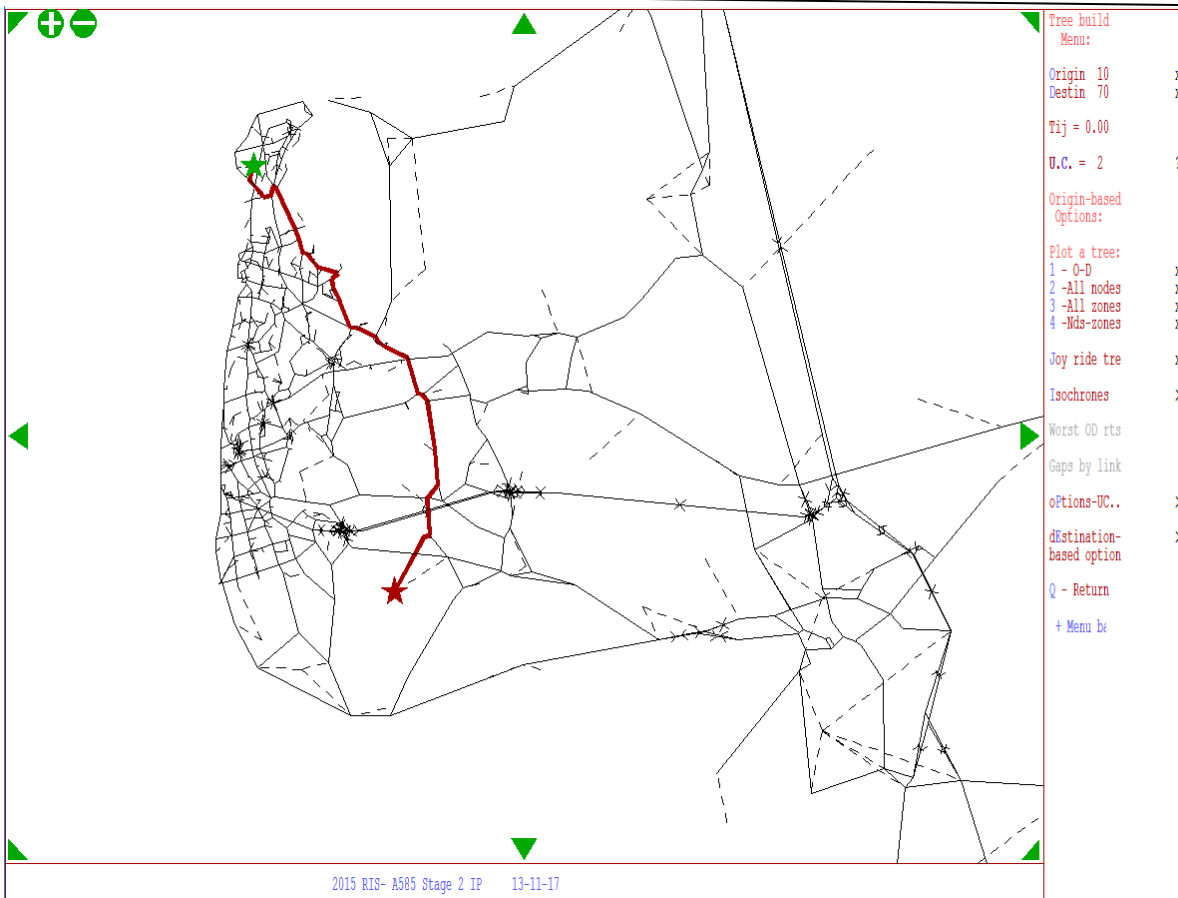 Tree build
Menu:
Origin 10 x
Destin 70 x
Tij = 0.00
U.C. = 2 ?
Origin-based
Options:
Plot a tree:
1 - O-D x
2 -All nodes x
3 -All zones x
4 -Nds-zones x
Joy ride tre x
Isochrones >
Worst OD rts
Gaps by link
oPtions-UC.. >
dEstination- >
based option
Q - Return
+ Menu ba
2015 RIS- A585 Stage 2 IP 13-11-17